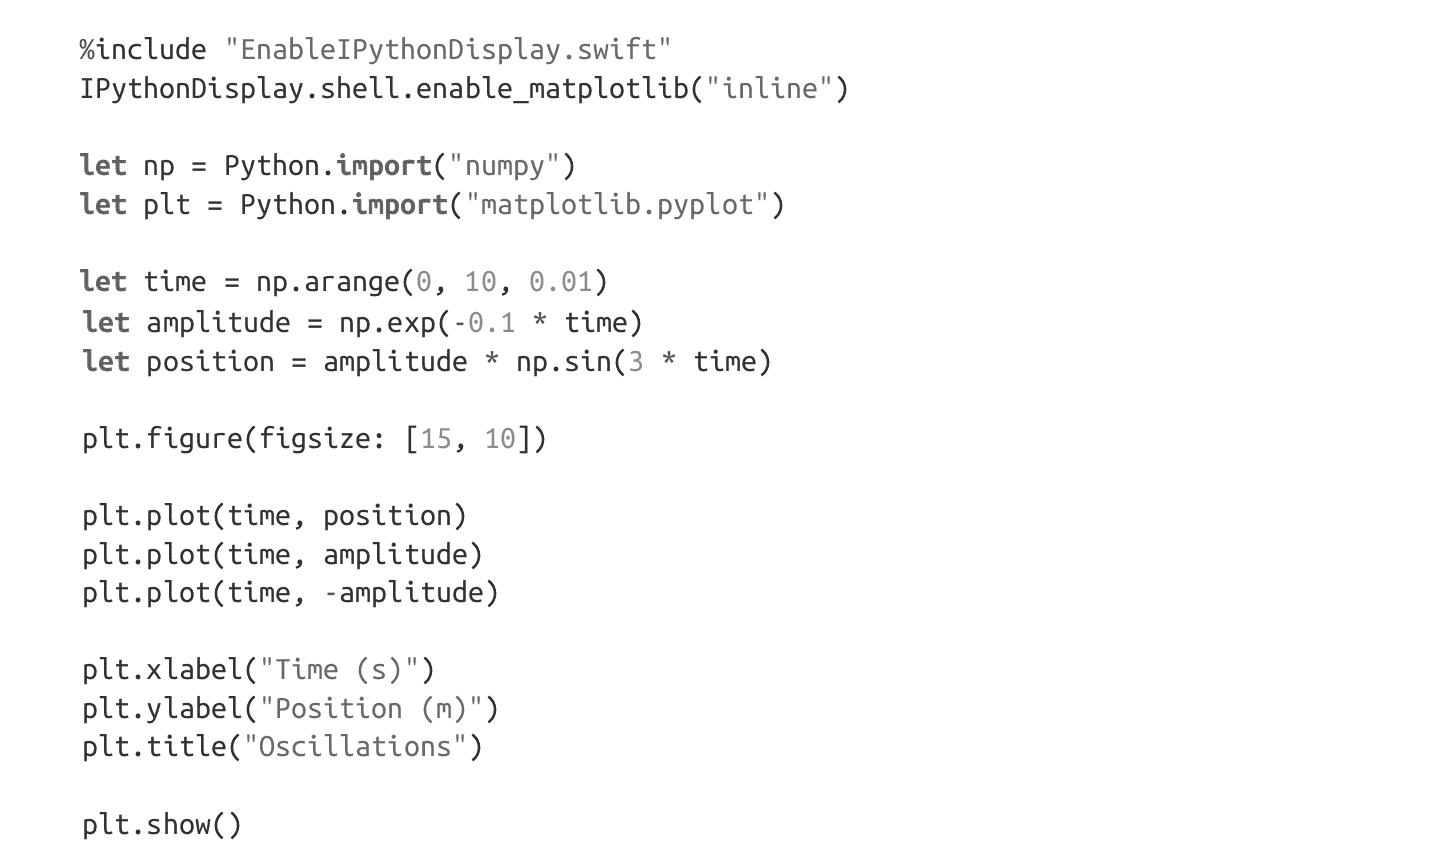 %include "EnableIPythonDisplay.swift"
IPythonDisplay.shell.enable_matplotlib("inline")
let np = Python.import("numpy")
let plt = Python.import("matplotlib.pyplot")
let time = np.arange(0, 10, 0.01)
let amplitude = np.exp(-0.1 * time)
let position = amplitude * np.sin(3 * time)
plt.figure(figsize: [15, 10])
plt.plot(time, position)
plt.plot(time, amplitude)
plt.plot(time, -amplitude)
plt.xlabel("Time (s)")
plt.ylabel("Position (m)")
plt.title("Oscillations")
plt.show()